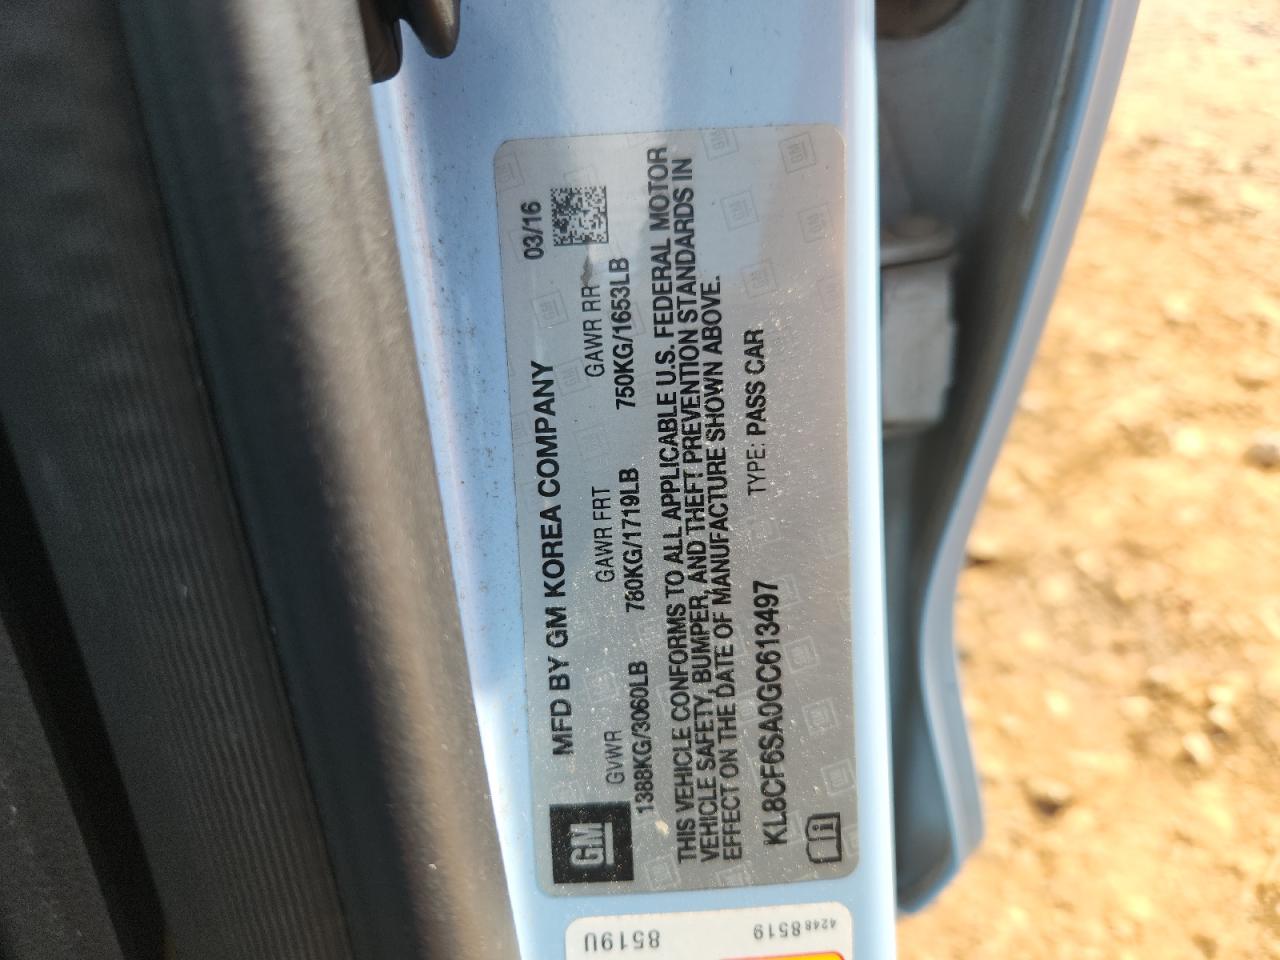 GM
MFD BY GM KOREA COMPANY 03/16
GVWR GAWR FRT GAWR RR
1388KG/3060LB 780KG/1719LB 750KG/1653LB
THIS VEHICLE CONFORMS TO ALL APPLICABLE U.S. FEDERAL MOTOR
VEHICLE SAFETY, BUMPER, AND THEFT PREVENTION STANDARDS IN
EFFECT ON THE DATE OF MANUFACTURE SHOWN ABOVE.
KL8CF6SA0GC613497 TYPE: PASS CAR
8519U
42488519